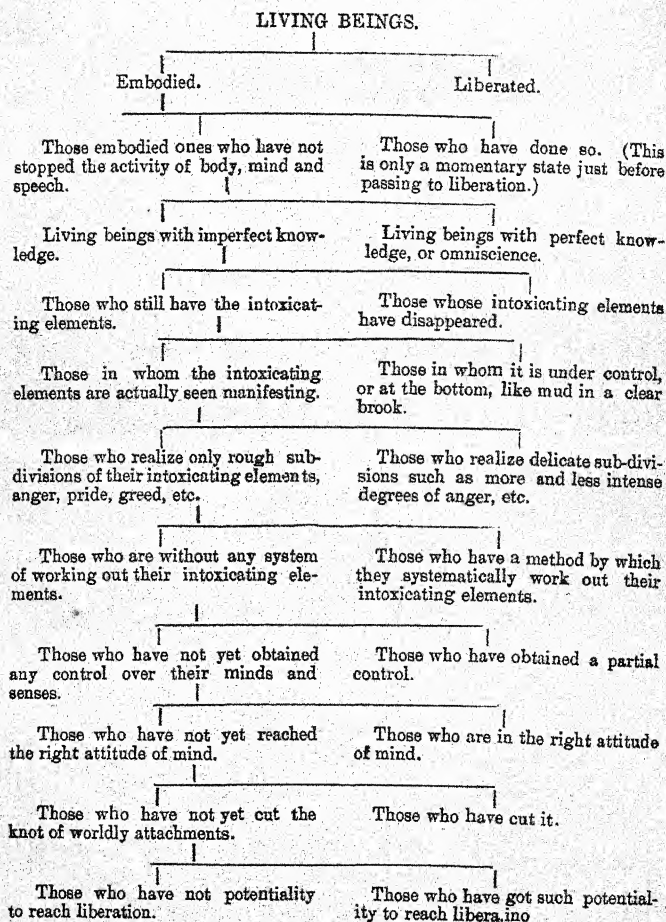 LIVING BEINGS.
Embodied.
Liberated.
Those embodied ones who have not
stopped the activity of body, mind and
speech.
Those who have done so. (This
is only a momentary state just before
passing to liberation.)
Living beings with imperfect know-
ledge.
Living beings with perfect know-
ledge, or omniscience.
Those who still have the intoxicat-
ing elements.
Those whose intoxicating elements
have disappeared.
Those in whom the intoxicating
elements are actually seen manifesting.
Those in whom it is under control,
or at the bottom, like mud in a clear
brook.
Those who realize only rough sub-
divisions of their intoxicating elements,
anger, pride, greed, etc.
Those who realize delicate sub-divi-
sions such as more and less intense
degrees of anger, etc.
Those who are without any system
of working out their intoxicating ele-
ments.
Those who have a method by which
they systematically work out their
intoxicating elements.
Those who have not yet obtained
any control over their minds and
senses.
Those who have obtained a partial
control.
Those who have not yet reached
the right attitude of mind.
Those who are in the right attitude
of mind.
Those who have not yet cut the
knot of worldly attachments.
Those who have cut it.
Those who have not potentiality
to reach liberation.
Those who have got such potential-
ity to reach libera.ino